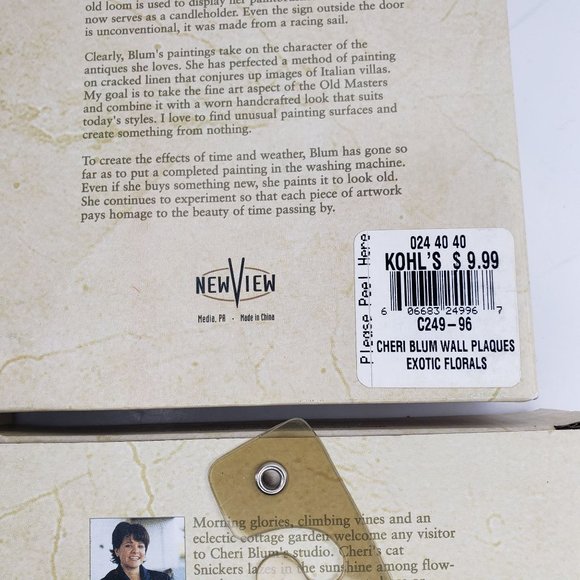 old loom is used to display her
now serves as a candleholder. Even the sign outside the door
is unconventional, it was made from a racing sail.
Clearly, Blum's paintings take on the character of the
antiques she loves. She has perfected a method of painting
on cracked linen that conjures up images of Italian villas.
My goal is to take the fine art aspect of the Old Masters
and combine it with a worn handcrafted look that suits
today's styles. I love to find unusual painting surfaces and
create something from nothing.
To create the effects of time and weather, Blum has gone so
far as to put a completed painting in the washing machine.
Even if she buys something new, she paints it to look old.
She continues to experiment so that each piece of artwork
pays homage to the beauty of time passing by.
NEWVIEW
Media, PA · Made in China
Please Peel Here
024 40 40
KOHL'S $ 9.99
6 06683 24996 7
C249-96
CHERI BLUM WALL PLAQUES
EXOTIC FLORALS
Morning glories, climbing vines and an
eclectic cottage garden welcome any visitor
to Cheri Blum's studio. Cheri's cat
Snickers lazes in the sunshine among flow-